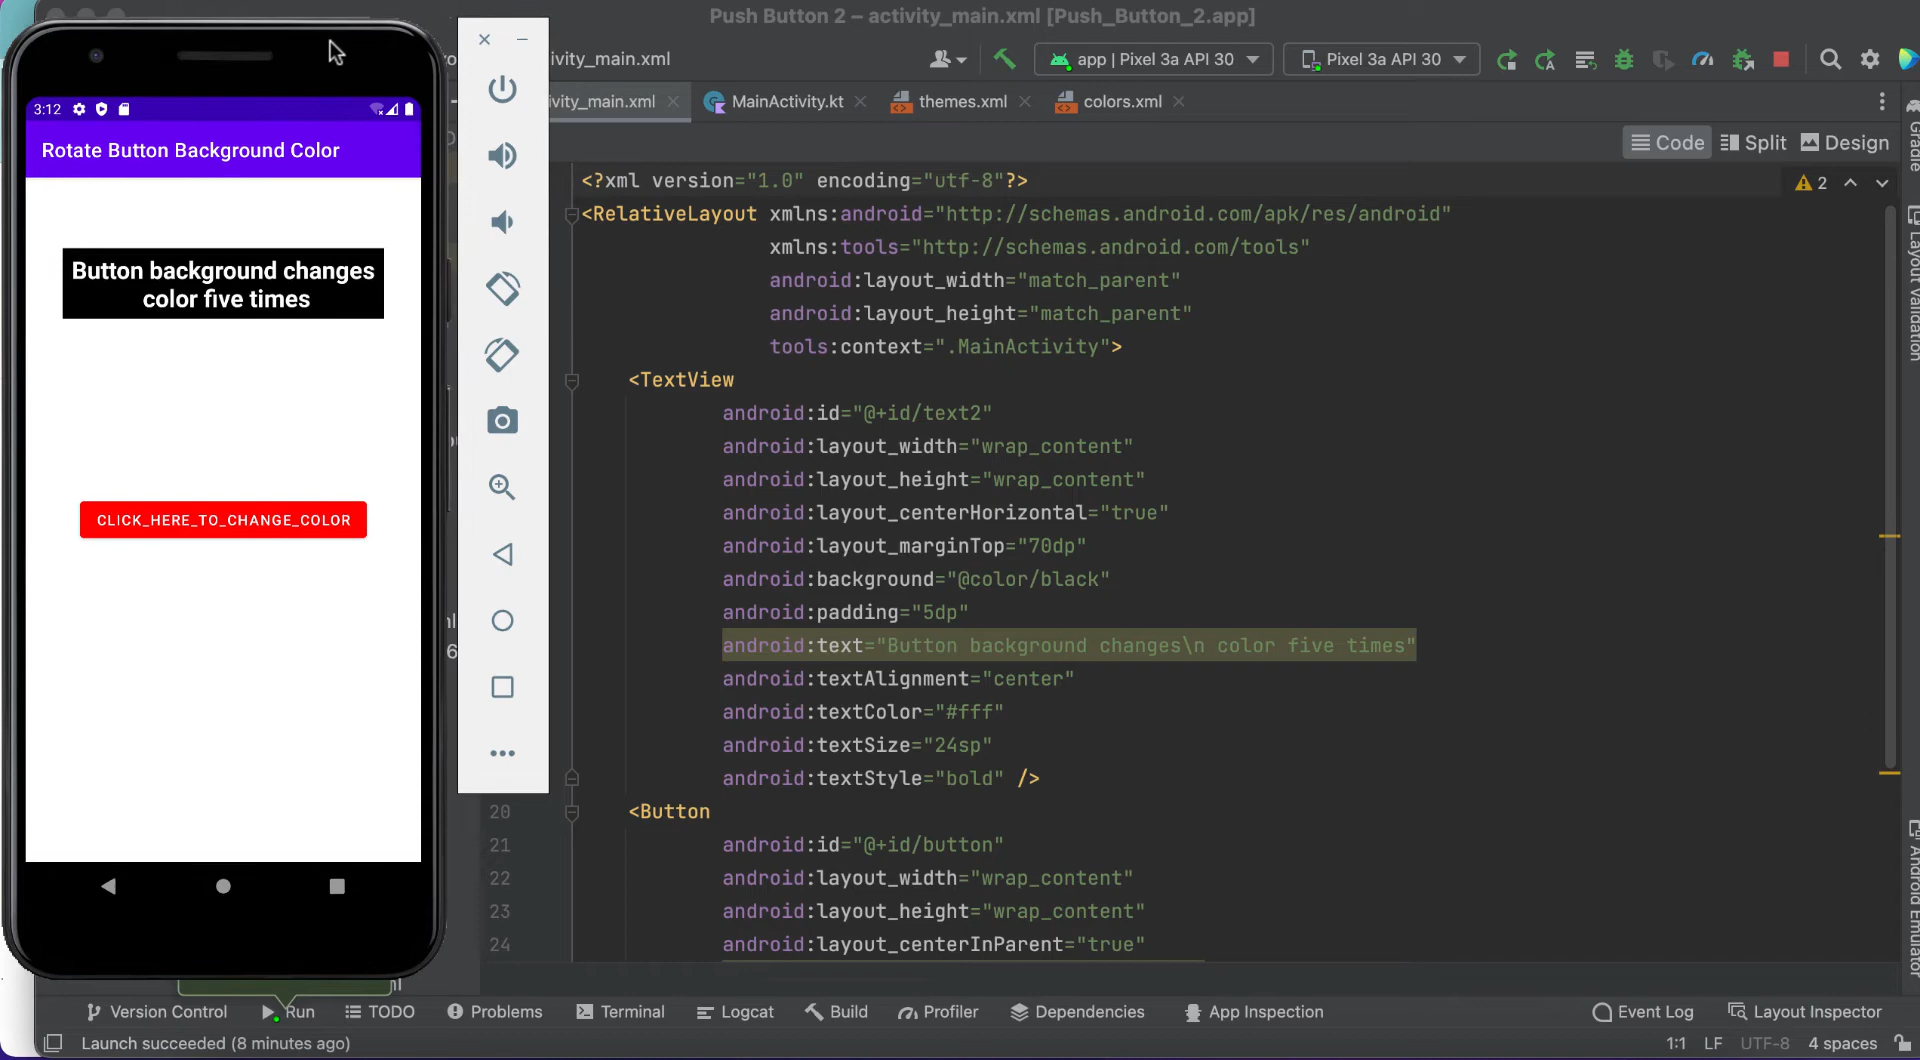 Push Button 2 – activity_main.xml [Push_Button_2.app]
ivity_main.xml
app | Pixel 3a API 30
Pixel 3a API 30
ivity_main.xml
MainActivity.kt
themes.xml
colors.xml
Code
Split
Design
2
3:12
Rotate Button Background Color
Button background changes
color five times
CLICK_HERE_TO_CHANGE_COLOR
<?xml version="1.0" encoding="utf-8"?>
<RelativeLayout xmlns:android="http://schemas.android.com/apk/res/android"
xmlns:tools="http://schemas.android.com/tools"
android:layout_width="match_parent"
android:layout_height="match_parent"
tools:context=".MainActivity">
<TextView
android:id="@+id/text2"
android:layout_width="wrap_content"
android:layout_height="wrap_content"
android:layout_centerHorizontal="true"
android:layout_marginTop="70dp"
android:background="@color/black"
android:padding="5dp"
android:text="Button background changes\n color five times"
android:textAlignment="center"
android:textColor="#fff"
android:textSize="24sp"
android:textStyle="bold" />
20 <Button
21 android:id="@+id/button"
22 android:layout_width="wrap_content"
23 android:layout_height="wrap_content"
24 android:layout_centerInParent="true"
Gradle
Layout Validation
Android Emulator
Version Control
Run
TODO
Problems
Terminal
Logcat
Build
Profiler
Dependencies
App Inspection
Event Log
Layout Inspector
Launch succeeded (8 minutes ago)
1:1
LF
UTF-8
4 spaces